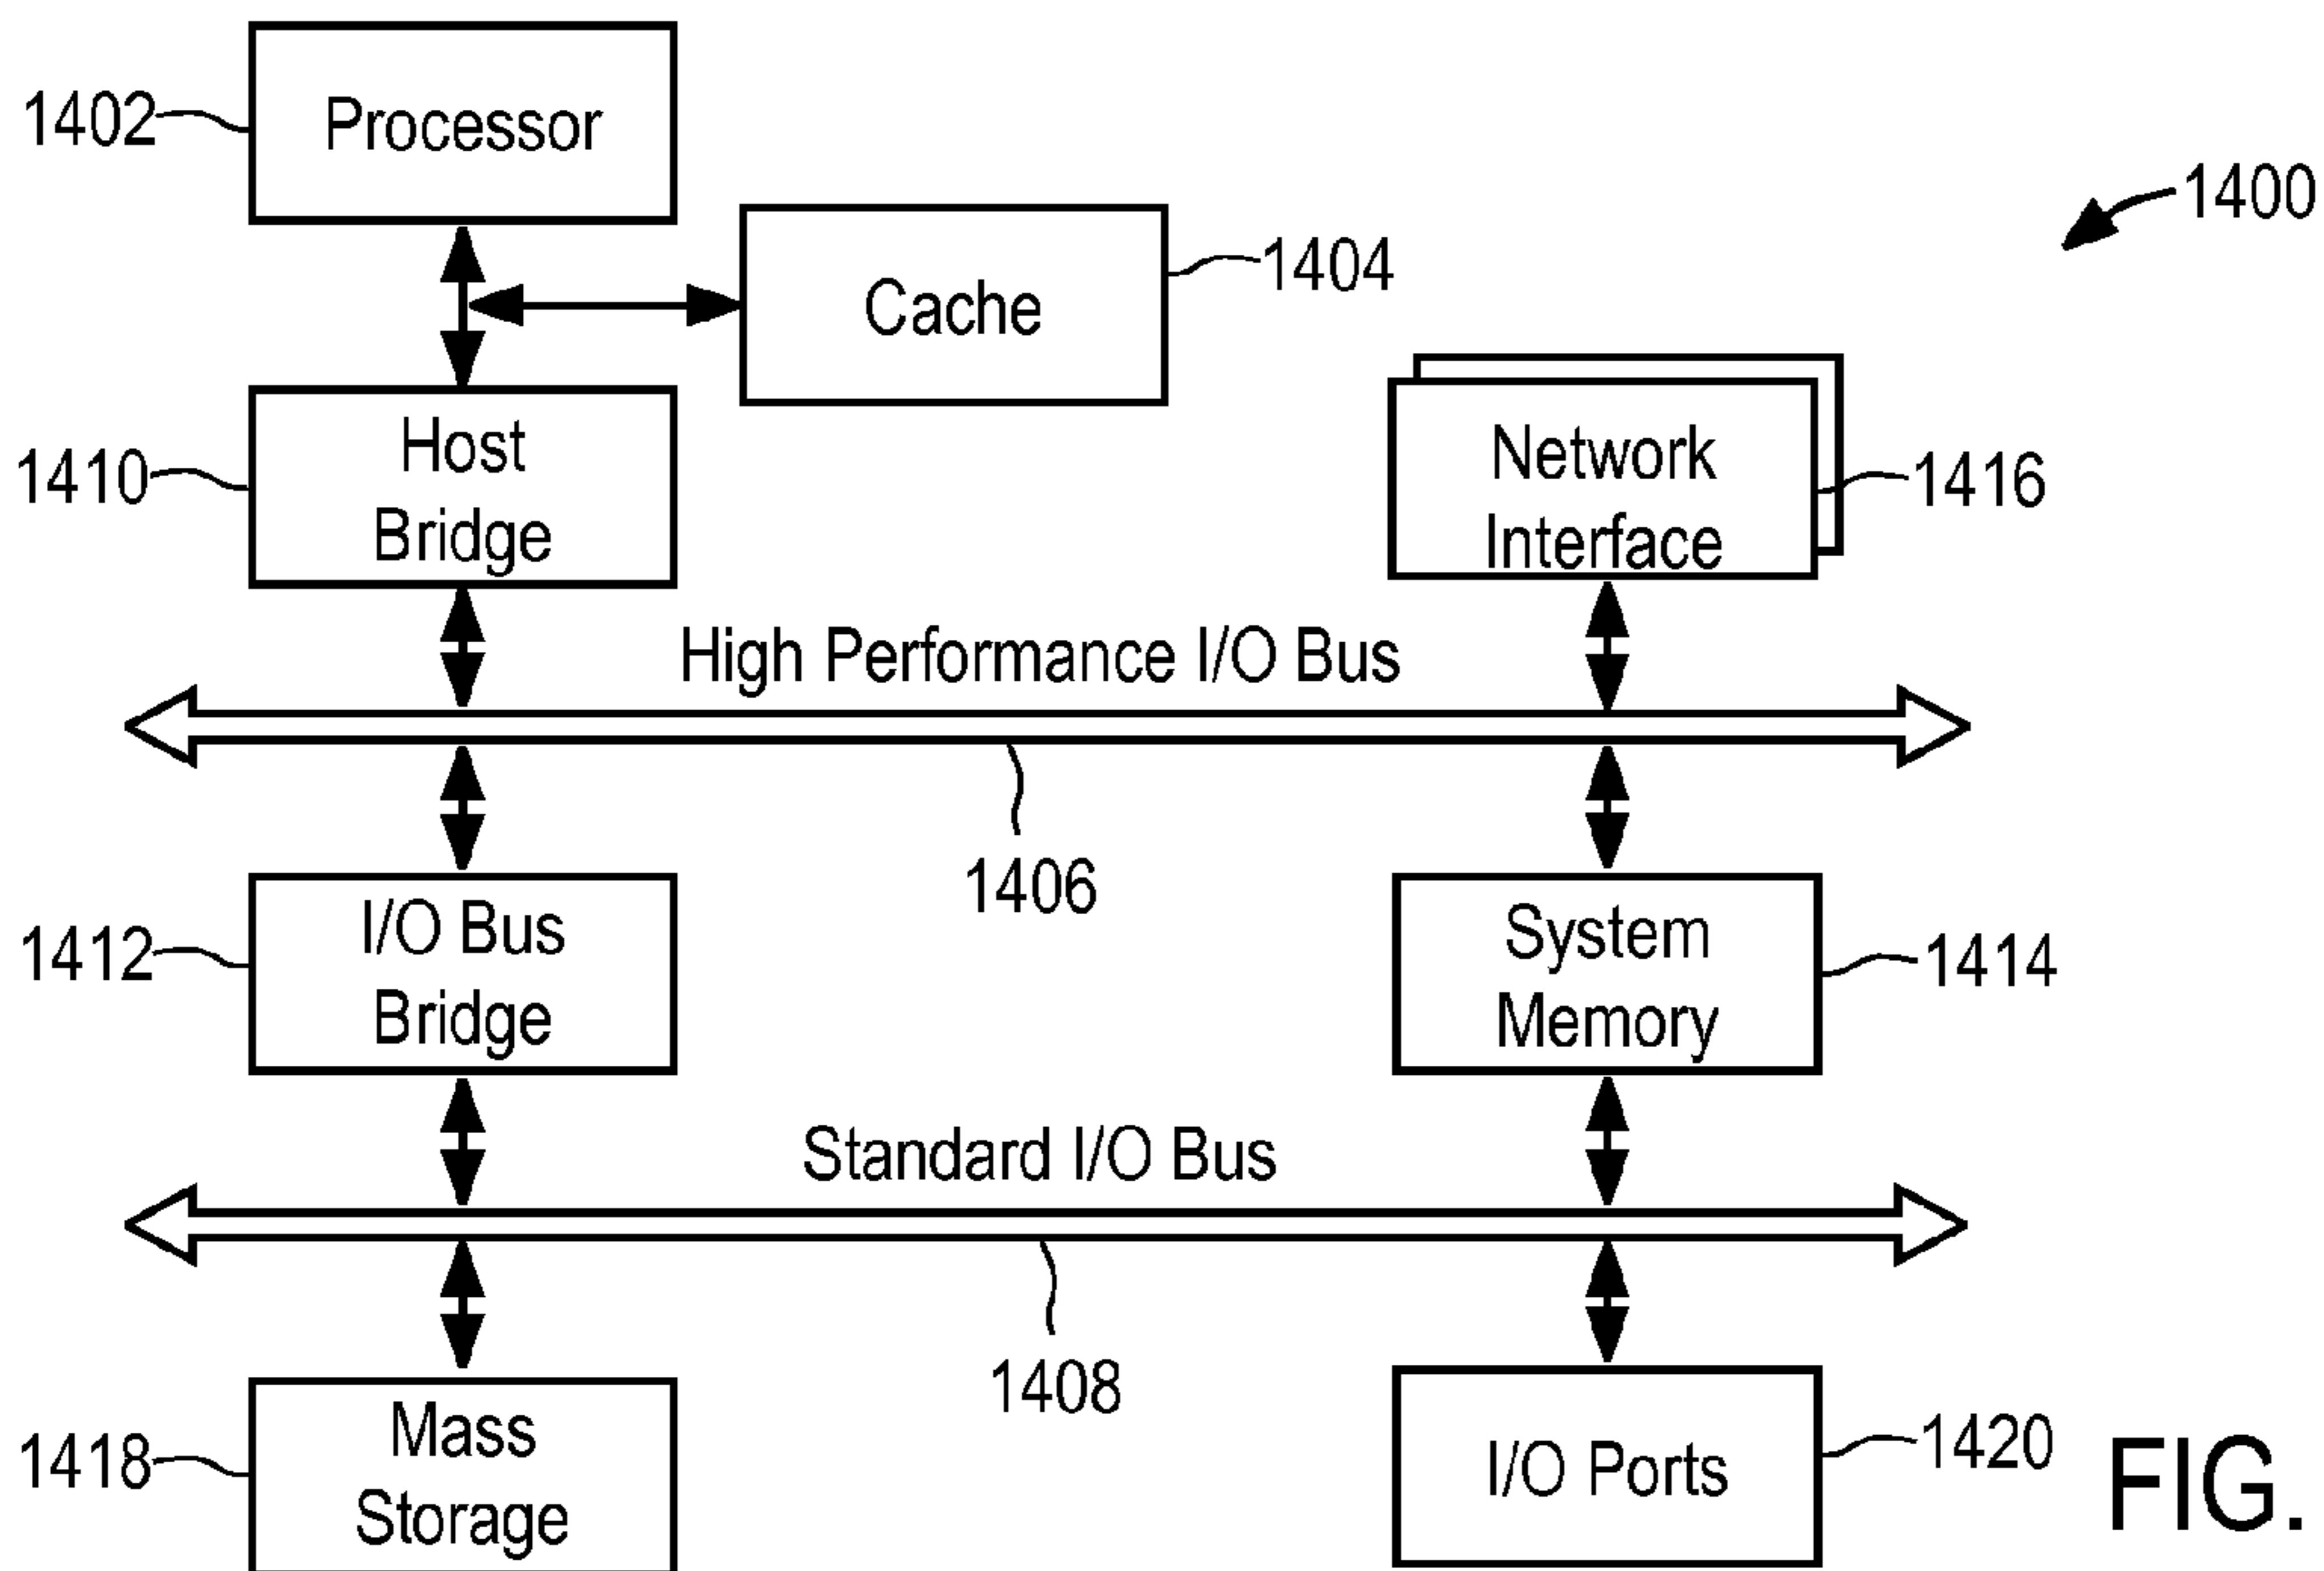 1402
Processor
1400
1404
Cache
1410
Host
Bridge
Network
Interface
1416
High Performance I/O Bus
1406
1412
I/O Bus
Bridge
System
Memory
1414
Standard I/O Bus
1408
1418
Mass
Storage
I/O Ports
1420
FIG.